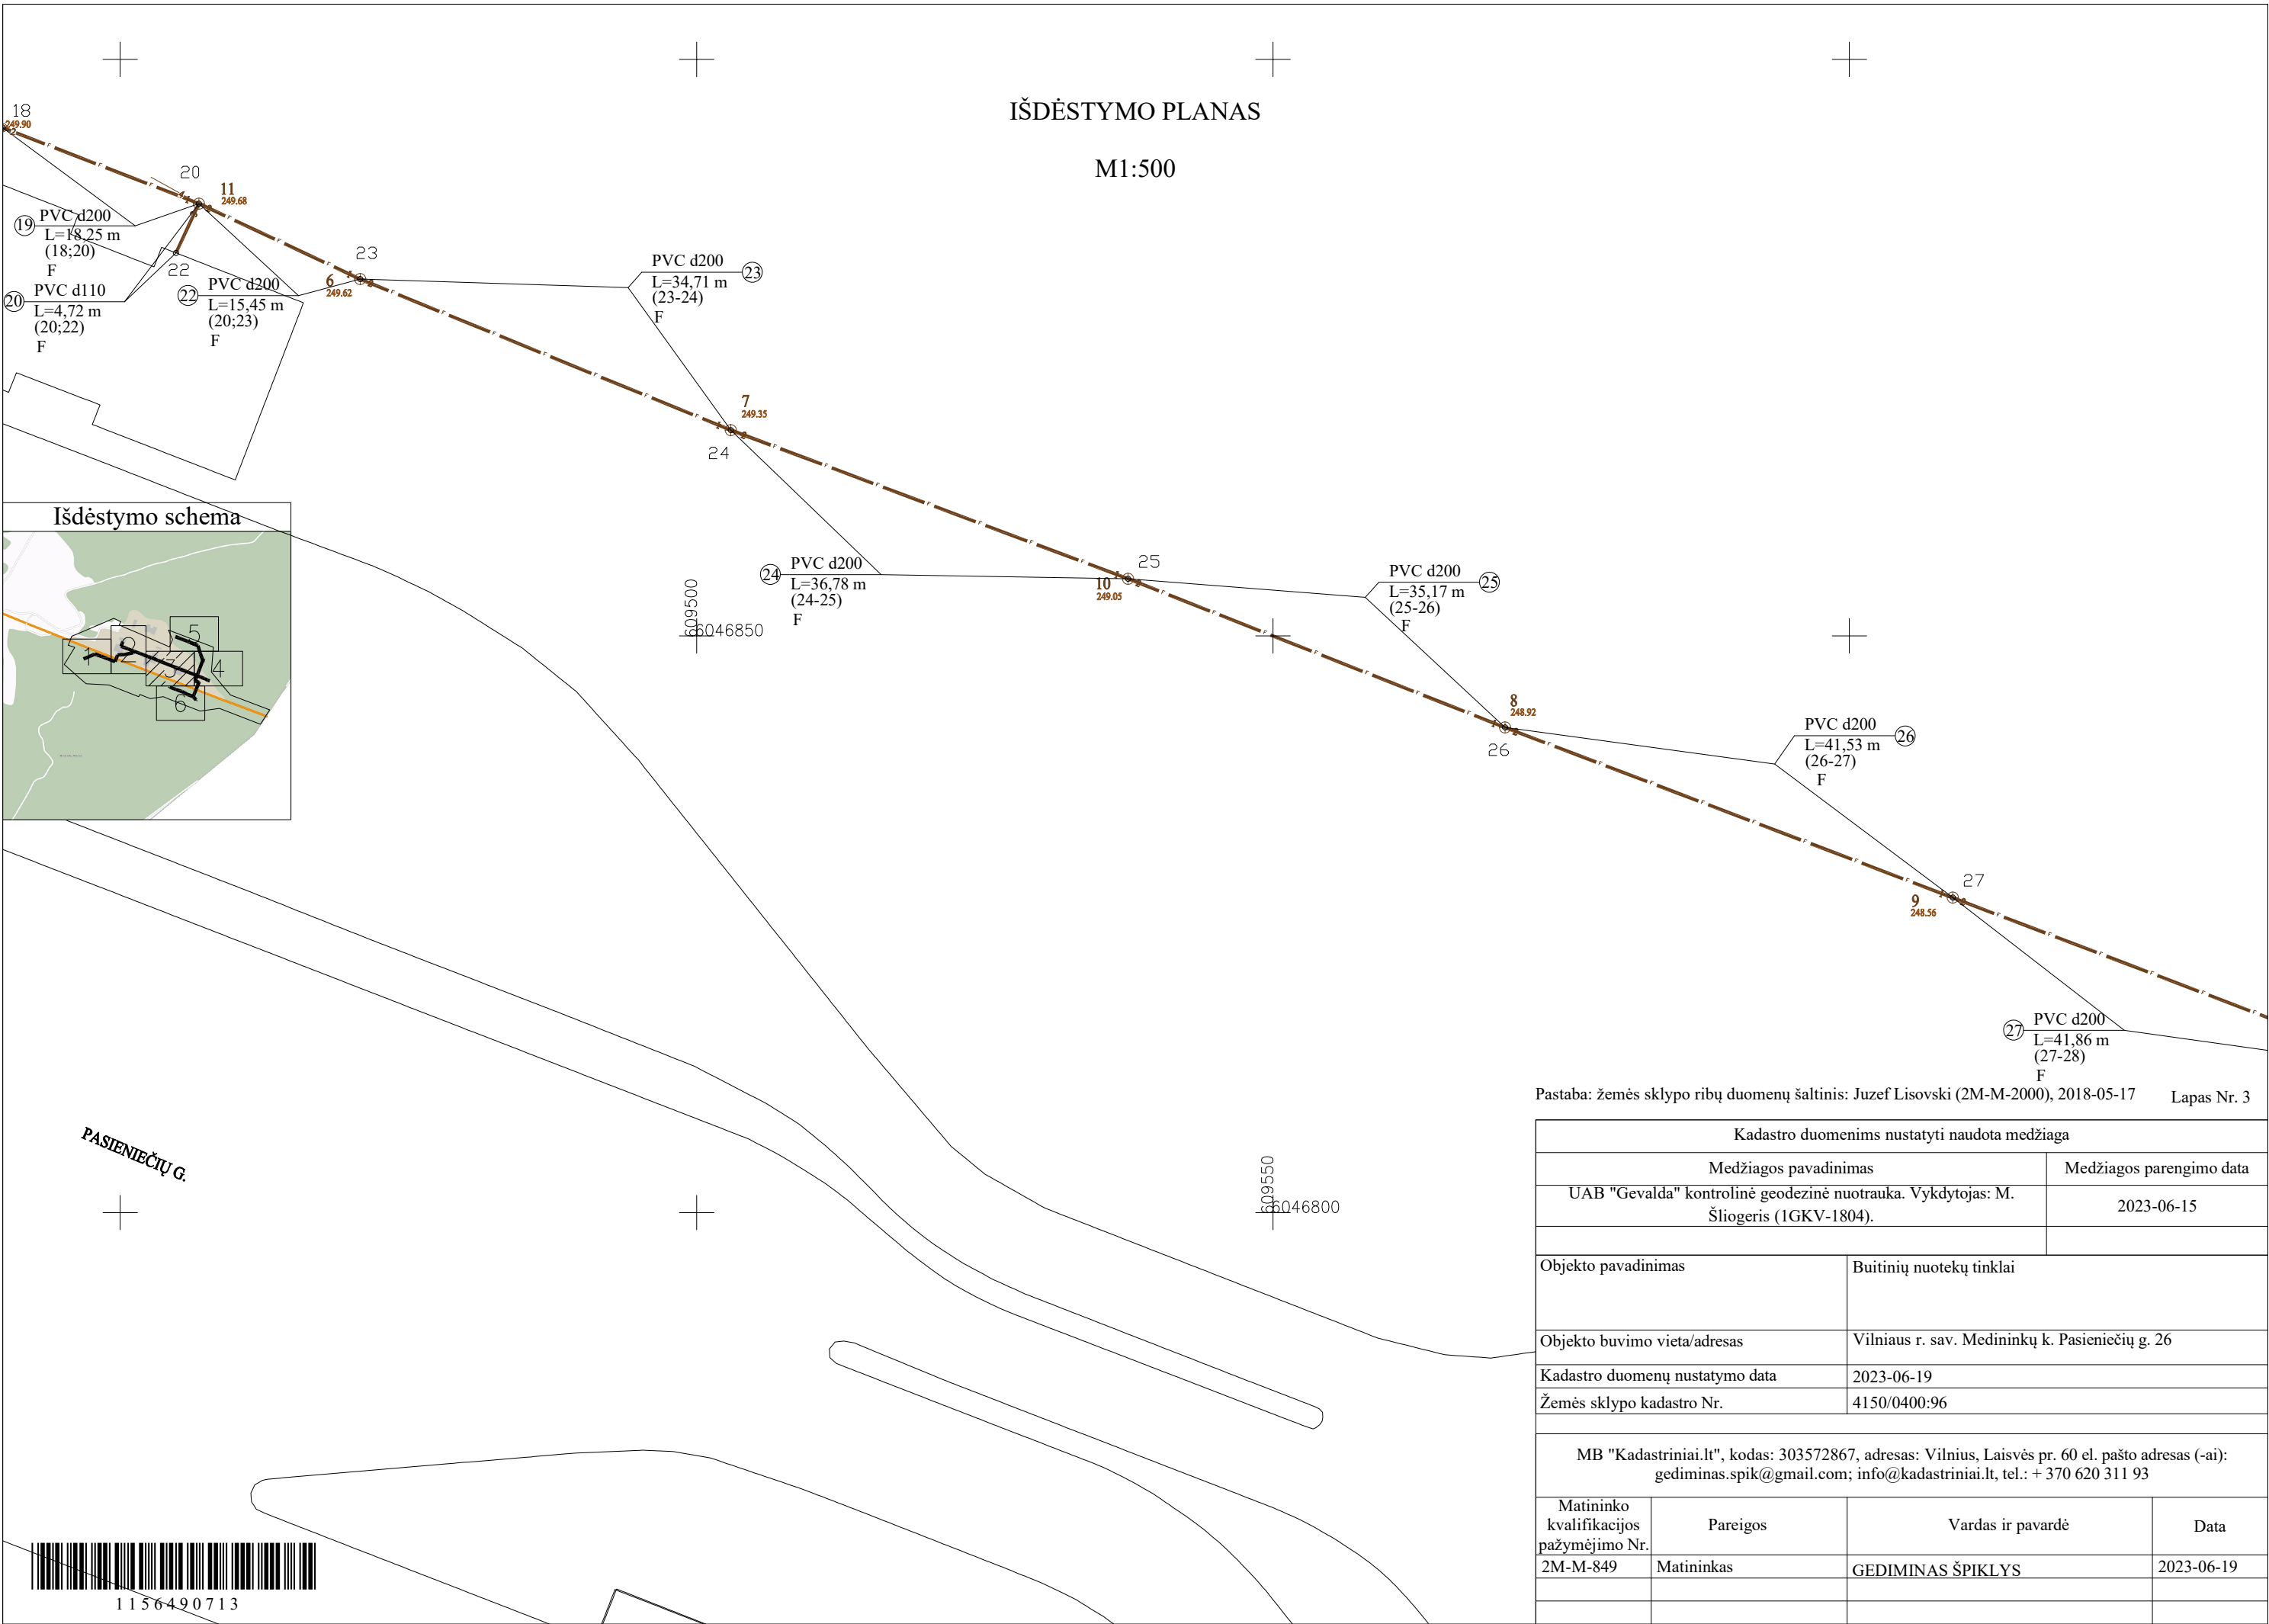 IŠDĖSTYMO PLANAS
M1:500
18
249.90
20
11
249.68
19
PVC d200
L=18,25 m
(18;20)
F
22
20
PVC d110
L=4,72 m
(20;22)
F
22
PVC d200
L=15,45 m
(20;23)
F
23
6
249.62
PVC d200
23
L=34,71 m
(23-24)
F
7
249.35
24
24
PVC d200
L=36,78 m
(24-25)
F
25
10
249.05
PVC d200
25
L=35,17 m
(25-26)
F
609500
6046850
8
248.92
26
PVC d200
26
L=41,53 m
(26-27)
F
27
9
248.56
27
PVC d200
L=41,86 m
(27-28)
F
Išdėstymo schema
1
2
3
4
5
6
PASIENIEČIŲ G.
609550
6046800
Pastaba: žemės sklypo ribų duomenų šaltinis: Juzef Lisovski (2M-M-2000), 2018-05-17
Lapas Nr. 3
Kadastro duomenims nustatyti naudota medžiaga
Medžiagos pavadinimas
Medžiagos parengimo data
UAB "Gevalda" kontrolinė geodezinė nuotrauka. Vykdytojas: M.
Šliogeris (1GKV-1804).
2023-06-15
Objekto pavadinimas
Buitinių nuotekų tinklai
Objekto buvimo vieta/adresas
Vilniaus r. sav. Medininkų k. Pasieniečių g. 26
Kadastro duomenų nustatymo data
2023-06-19
Žemės sklypo kadastro Nr.
4150/0400:96
MB "Kadastriniai.lt", kodas: 303572867, adresas: Vilnius, Laisvės pr. 60 el. pašto adresas (-ai):
gediminas.spik@gmail.com; info@kadastriniai.lt, tel.: + 370 620 311 93
Matininko
kvalifikacijos
pažymėjimo Nr.
Pareigos
Vardas ir pavardė
Data
2M-M-849
Matininkas
GEDIMINAS ŠPIKLYS
2023-06-19
1156490713